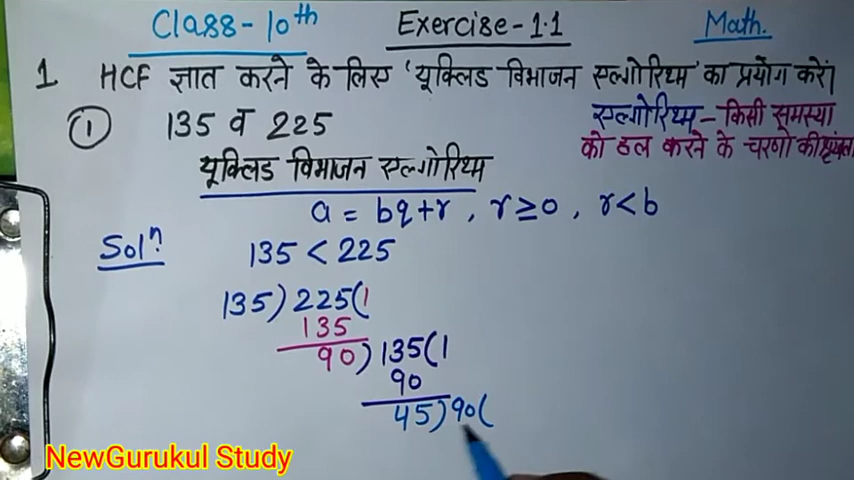 Class-10th Exercise-1.1 Math.
1 HCF ज्ञात करने के लिए 'यूक्लिड विभाजन एल्गोरिथ्म' का प्रयोग करें।
① 135 व 225
एल्गोरिथ्म - किसी समस्या
को हल करने के चरणो की शृंखला
यूक्लिड विभाजन एल्गोरिथ्म
a = bq+r, r≥0, r<b
Solⁿ 135 < 225
135) 225(1
135
90) 135(1
90
45) 90(
NewGurukul Study